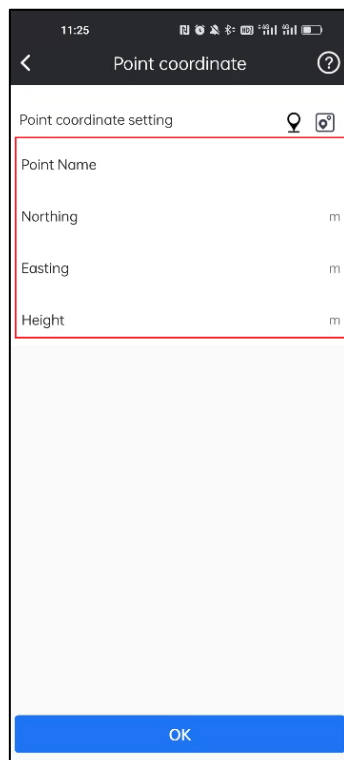 11:25
Point coordinate
Point coordinate setting
Point Name
Northing m
Easting m
Height m
OK